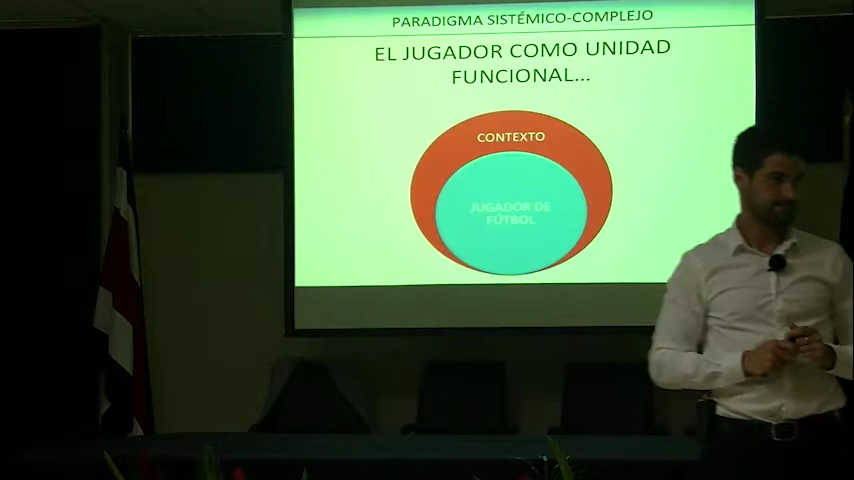 PARADIGMA SISTÉMICO-COMPLEJO
EL JUGADOR COMO UNIDAD
FUNCIONAL...
CONTEXTO
JUGADOR DE
FÚTBOL